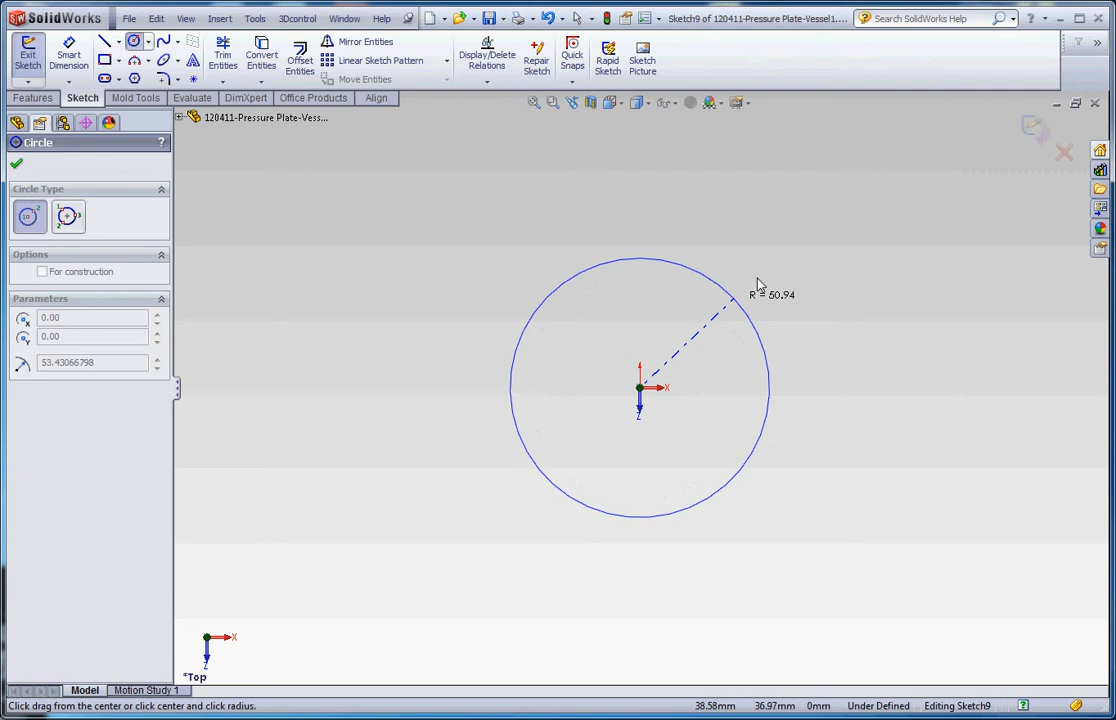 SolidWorks File Edit View Insert Tools 3Dcontrol Window Help Sketch9 of 120411-Pressure Plate-Vessel1.... Search SolidWorks Help
Exit Sketch Smart Dimension Trim Entities Convert Entities Offset Entities Mirror Entities Linear Sketch Pattern Move Entities Display/Delete Relations Repair Sketch Quick Snaps Rapid Sketch Sketch Picture
Features Sketch Mold Tools Evaluate DimXpert Office Products Align
120411-Pressure Plate-Vess...
Circle ?
Circle Type
Options
For construction
Parameters
0.00
0.00
53.43066798
R = 50.94
X
Z
X
Z
*Top
Model Motion Study 1
Click drag from the center or click center and click radius. 38.58mm 36.97mm 0mm Under Defined Editing Sketch9